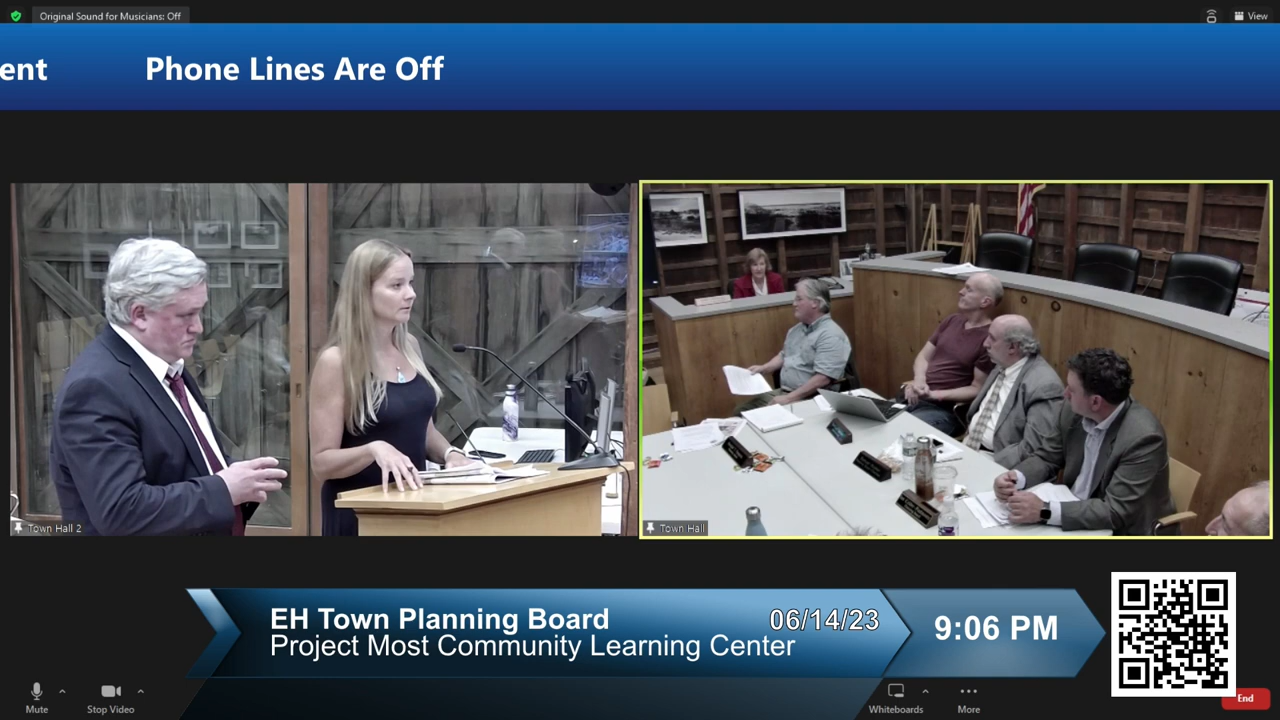 Original Sound for Musicians: Off
View
ent Phone Lines Are Off
Town Hall 2
Town Hall
EH Town Planning Board
06/14/23
Project Most Community Learning Center
9:06 PM
Mute
Stop Video
Whiteboards
More
End